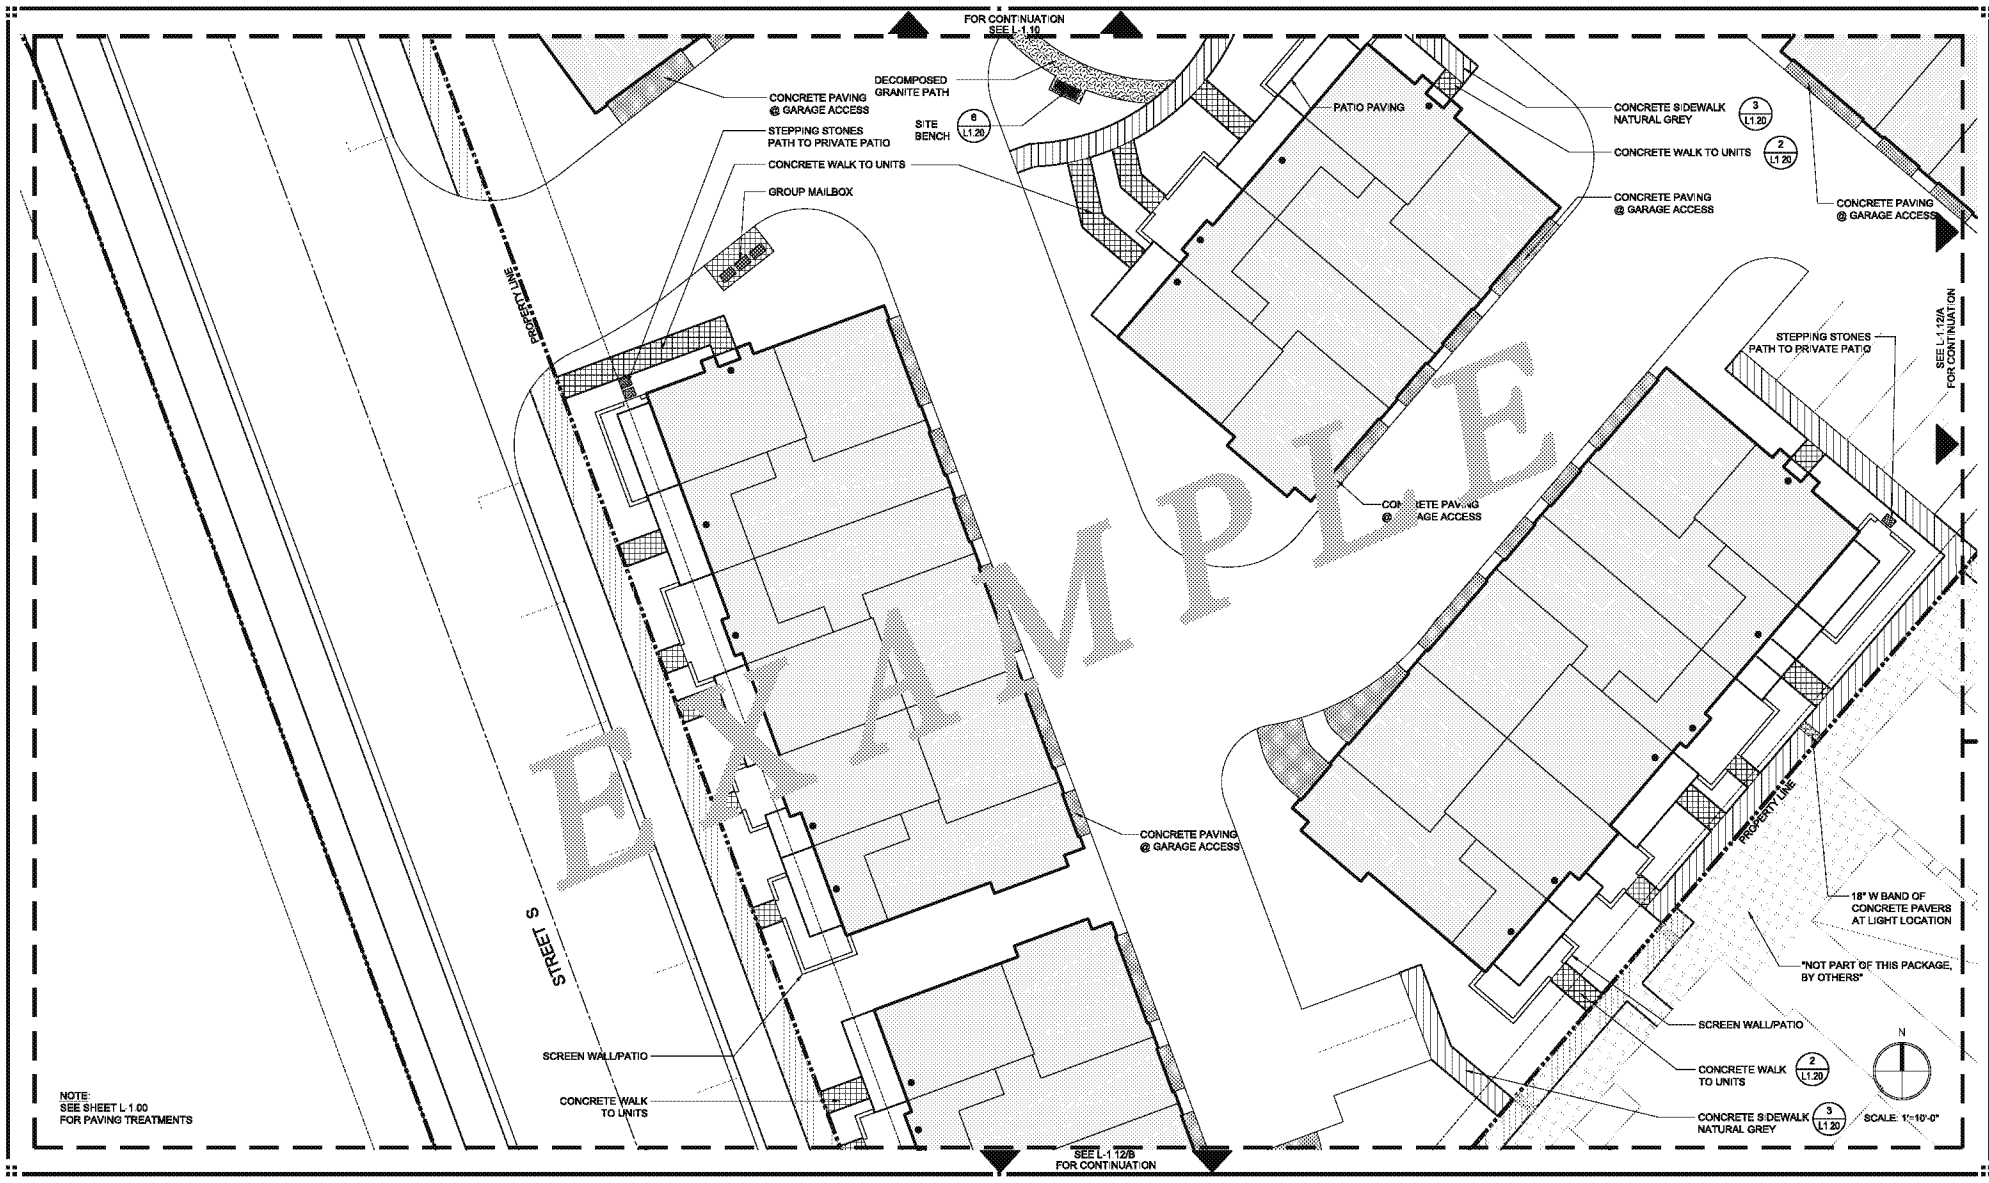 FOR CONTINUATION
SEE L-1.10
DECOMPOSED
GRANITE PATH
CONCRETE PAVING
@ GARAGE ACCESS
SITE
BENCH
6
L1.20
STEPPING STONES
PATH TO PRIVATE PATIO
CONCRETE WALK TO UNITS
GROUP MAILBOX
PATIO PAVING
CONCRETE SIDEWALK
NATURAL GREY
3
L1.20
CONCRETE WALK TO UNITS
2
L1.20
CONCRETE PAVING
@ GARAGE ACCESS
CONCRETE PAVING
@ GARAGE ACCESS
PROPERTY LINE
SEE L-1.12/A
FOR CONTINUATION
STEPPING STONES
PATH TO PRIVATE PATIO
CONCRETE PAVING
@ GARAGE ACCESS
EXAMPLE
CONCRETE PAVING
@ GARAGE ACCESS
PROPERTY LINE
18" W BAND OF
CONCRETE PAVERS
AT LIGHT LOCATION
STREET S
"NOT PART OF THIS PACKAGE,
BY OTHERS"
SCREEN WALL/PATIO
SCREEN WALL/PATIO
CONCRETE WALK
TO UNITS
2
L1.20
N
CONCRETE WALK
TO UNITS
CONCRETE SIDEWALK
NATURAL GREY
3
L1.20
SCALE: 1"=10'-0"
NOTE:
SEE SHEET L-1.00
FOR PAVING TREATMENTS
SEE L-1.12/B
FOR CONTINUATION